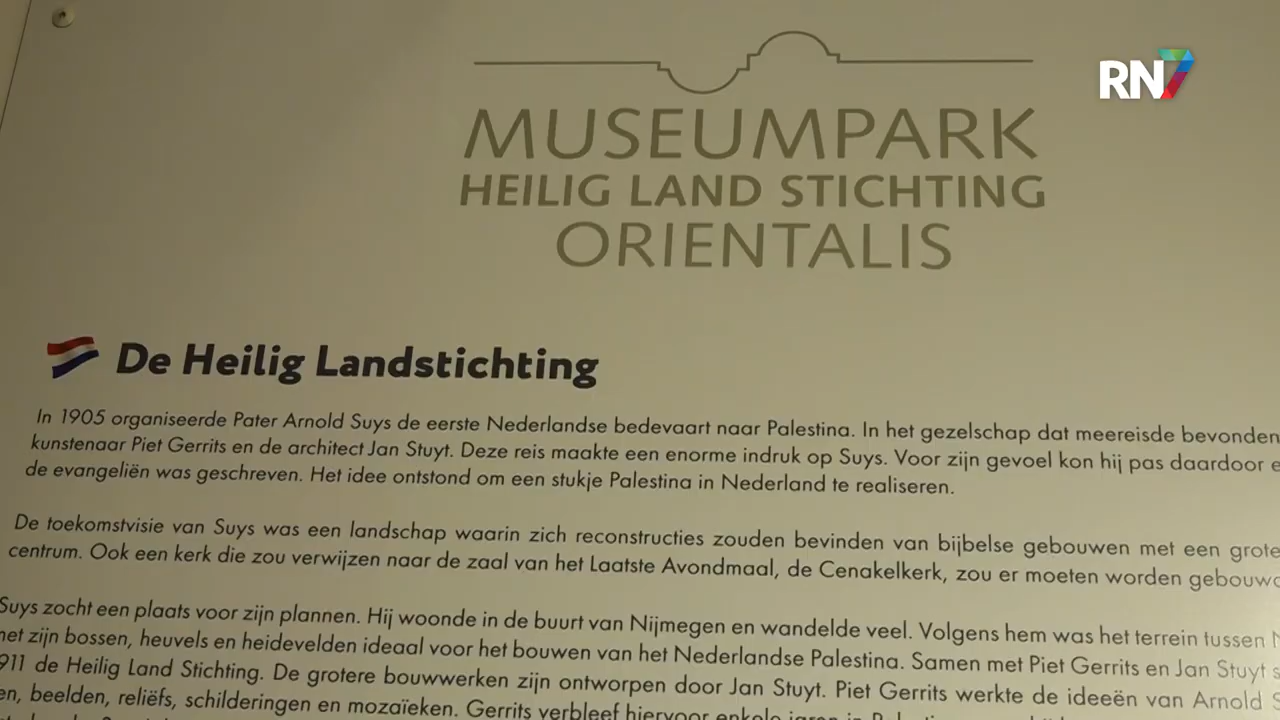 RN7
MUSEUMPARK
HEILIG LAND STICHTING
ORIENTALIS
De Heilig Landstichting
In 1905 organiseerde Pater Arnold Suys de eerste Nederlandse bedevaart naar Palestina. In het gezelschap dat meereisde bevonden
kunstenaar Piet Gerrits en de architect Jan Stuyt. Deze reis maakte een enorme indruk op Suys. Voor zijn gevoel kon hij pas daardoor
de evangeliën was geschreven. Het idee ontstond om een stukje Palestina in Nederland te realiseren.
De toekomstvisie van Suys was een landschap waarin zich reconstructies zouden bevinden van bijbelse gebouwen met een grote
centrum. Ook een kerk die zou verwijzen naar de zaal van het Laatste Avondmaal, de Cenakelkerk, zou er moeten worden
Suys zocht een plaats voor zijn plannen. Hij woonde in de buurt van Nijmegen en wandelde veel. Volgens hem was het terrein tussen
zijn bossen, heuvels en heidevelden ideaal voor het bouwen van het Nederlandse Palestina. Samen met Piet Gerrits en Jan Stuyt
911 de Heilig Land Stichting. De grotere bouwwerken zijn ontworpen door Jan Stuyt. Piet Gerrits werkte de ideeën van Arnold
en, beelden, reliëfs, schilderingen en mozaïeken. Gerrits verbleef hiervoor enkele jaren in